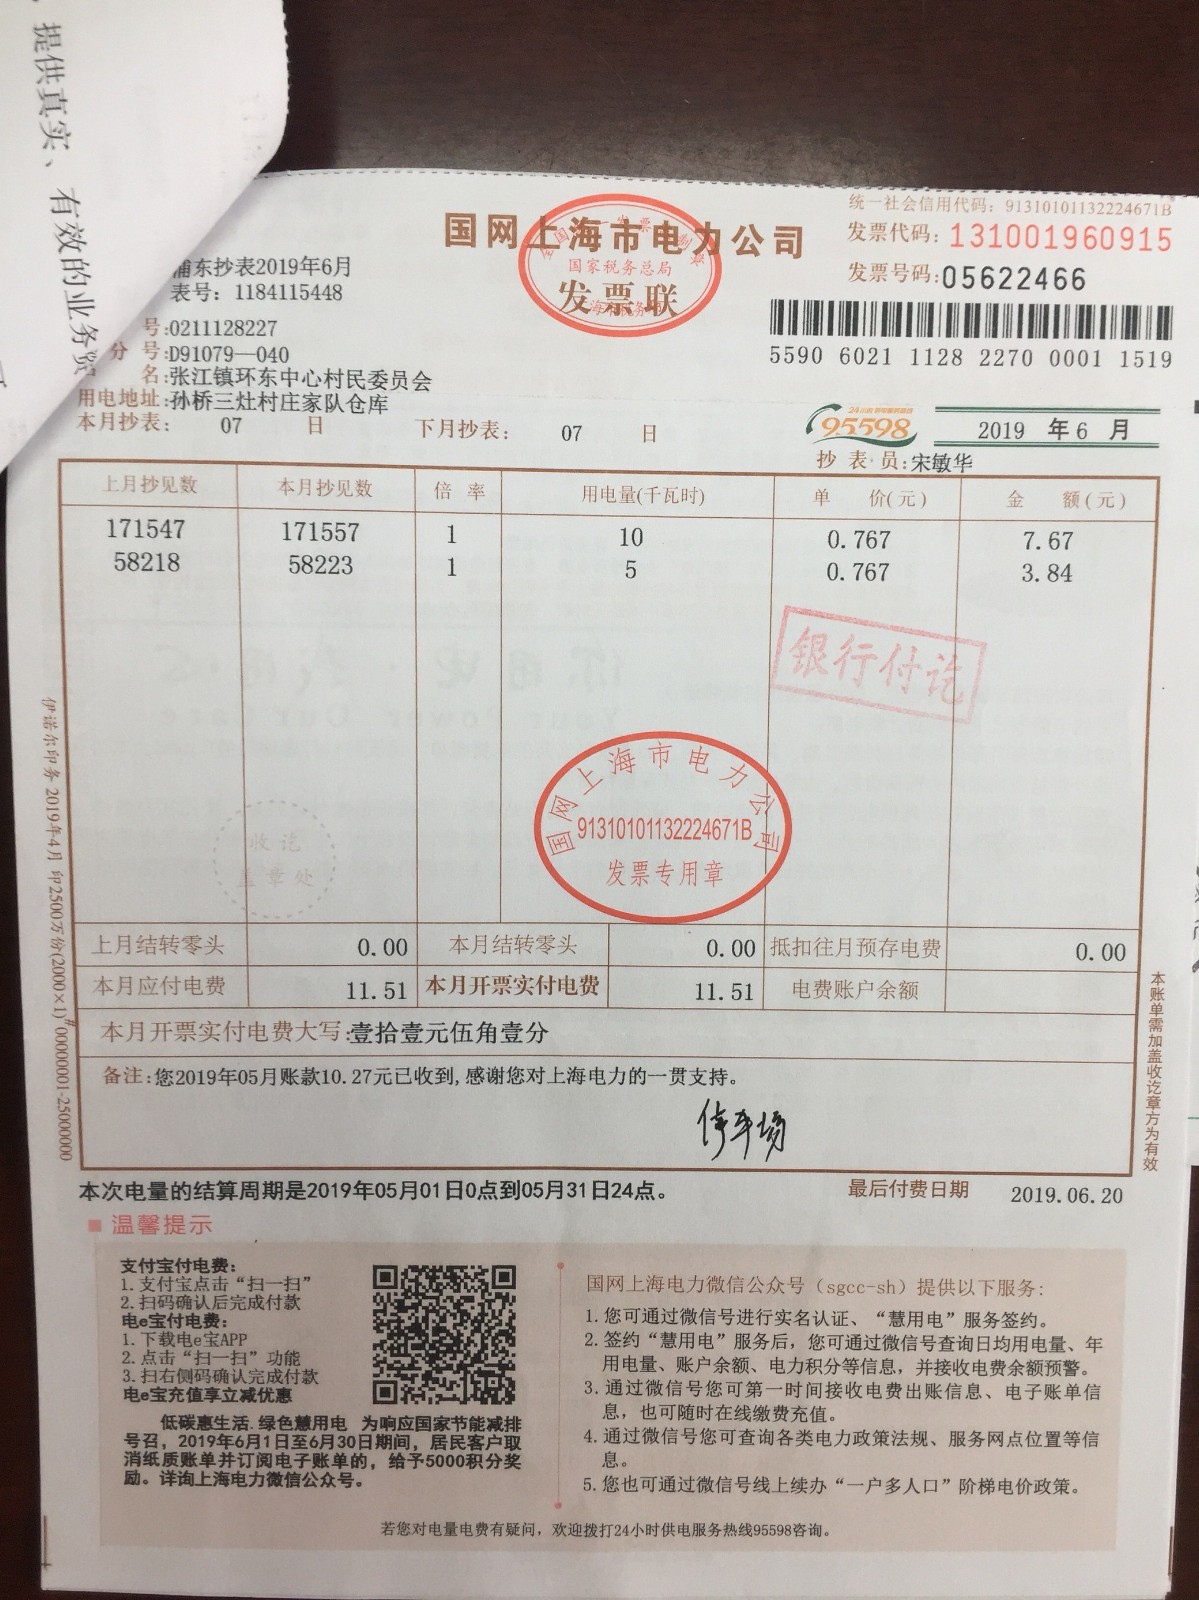 提供真实、有效的业务
统一社会信用代码：91310101132224671B
国网上海市电力公司
发票代码:131001960915
国家税务总局
发票联
发票号码:05622466
浦东抄表2019年6月
表号：1184115448
号:0211128227
分 号:D91079—040
名:张江镇环东中心村民委员会
用电地址:孙桥三灶村庄家队仓库
5590 6021 1128 2270 0001 1519
本月抄表： 07 日 下月抄表： 07 日
95598
2019 年 6 月
抄 表 员:宋敏华
上月抄见数 本月抄见数 倍 率 用电量(千瓦时) 单 价(元) 金 额(元)
171547 171557 1 10 0.767 7.67
58218 58223 1 5 0.767 3.84
银行付讫
国网上海市电力公司
91310101132224671B
发票专用章
收讫
盖章处
上月结转零头 0.00 本月结转零头 0.00 抵扣往月预存电费 0.00
本月应付电费 11.51 本月开票实付电费 11.51 电费账户余额
本月开票实付电费大写:壹拾壹元伍角壹分
备注:您2019年05月账款10.27元已收到,感谢您对上海电力的一贯支持。
停车场
伊诺尔印务 2019年4月 印2500万份(2000×1)#00000001-25000000
本账单需加盖收讫章方为有效
本次电量的结算周期是2019年05月01日0点到05月31日24点。
最后付费日期 2019.06.20
温馨提示
支付宝付电费：
1. 支付宝点击“扫一扫”
2. 扫码确认后完成付款
电e宝付电费：
1. 下载电e宝APP
2. 点击“扫一扫”功能
3. 扫右侧码确认完成付款
电e宝充值享立减优惠
低碳惠生活.绿色慧用电 为响应国家节能减排
号召，2019年6月1日至6月30日期间，居民客户取
消纸质账单并订阅电子账单的，给予5000积分奖
励。详询上海电力微信公众号。
国网上海电力微信公众号（sgcc-sh）提供以下服务:
1. 您可通过微信号进行实名认证、“慧用电”服务签约。
2. 签约“慧用电”服务后，您可通过微信号查询日均用电量、年
用电量、账户余额、电力积分等信息，并接收电费余额预警。
3. 通过微信号您可第一时间接收电费出账信息、电子账单信
息，也可随时在线缴费充值。
4. 通过微信号您可查询各类电力政策法规、服务网点位置等信
息。
5. 您也可通过微信号线上续办“一户多人口”阶梯电价政策。
若您对电量电费有疑问，欢迎拨打24小时供电服务热线95598咨询。